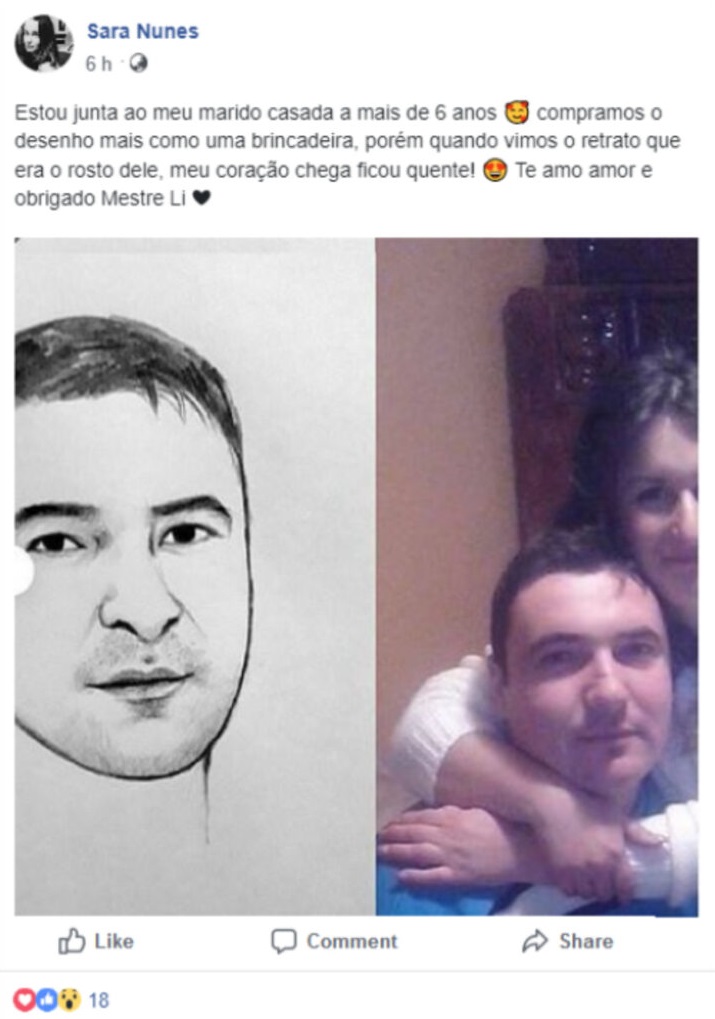 Sara Nunes
6 h ·
Estou junta ao meu marido casada a mais de 6 anos 🥰 compramos o
desenho mais como uma brincadeira, porém quando vimos o retrato que
era o rosto dele, meu coração chega ficou quente! 🤩 Te amo amor e
obrigado Mestre Li 🖤
Like Comment Share
18